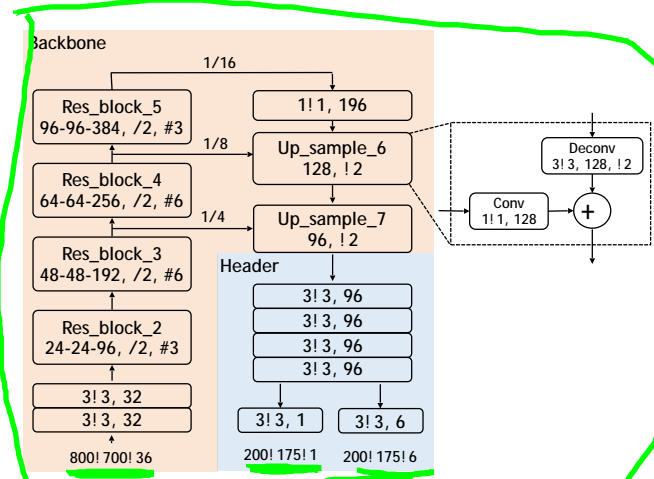 Backbone
1/16
Res_block_5
96-96-384, /2, #3
1! 1, 196
1/8
Up_sample_6
128, ! 2
Deconv
3! 3, 128, ! 2
Res_block_4
64-64-256, /2, #6
Conv
1! 1, 128
+
1/4
Up_sample_7
96, ! 2
Res_block_3
48-48-192, /2, #6
Header
3! 3, 96
3! 3, 96
3! 3, 96
3! 3, 96
Res_block_2
24-24-96, /2, #3
3! 3, 32
3! 3, 32
3! 3, 1
3! 3, 6
800! 700! 36
200! 175! 1
200! 175! 6